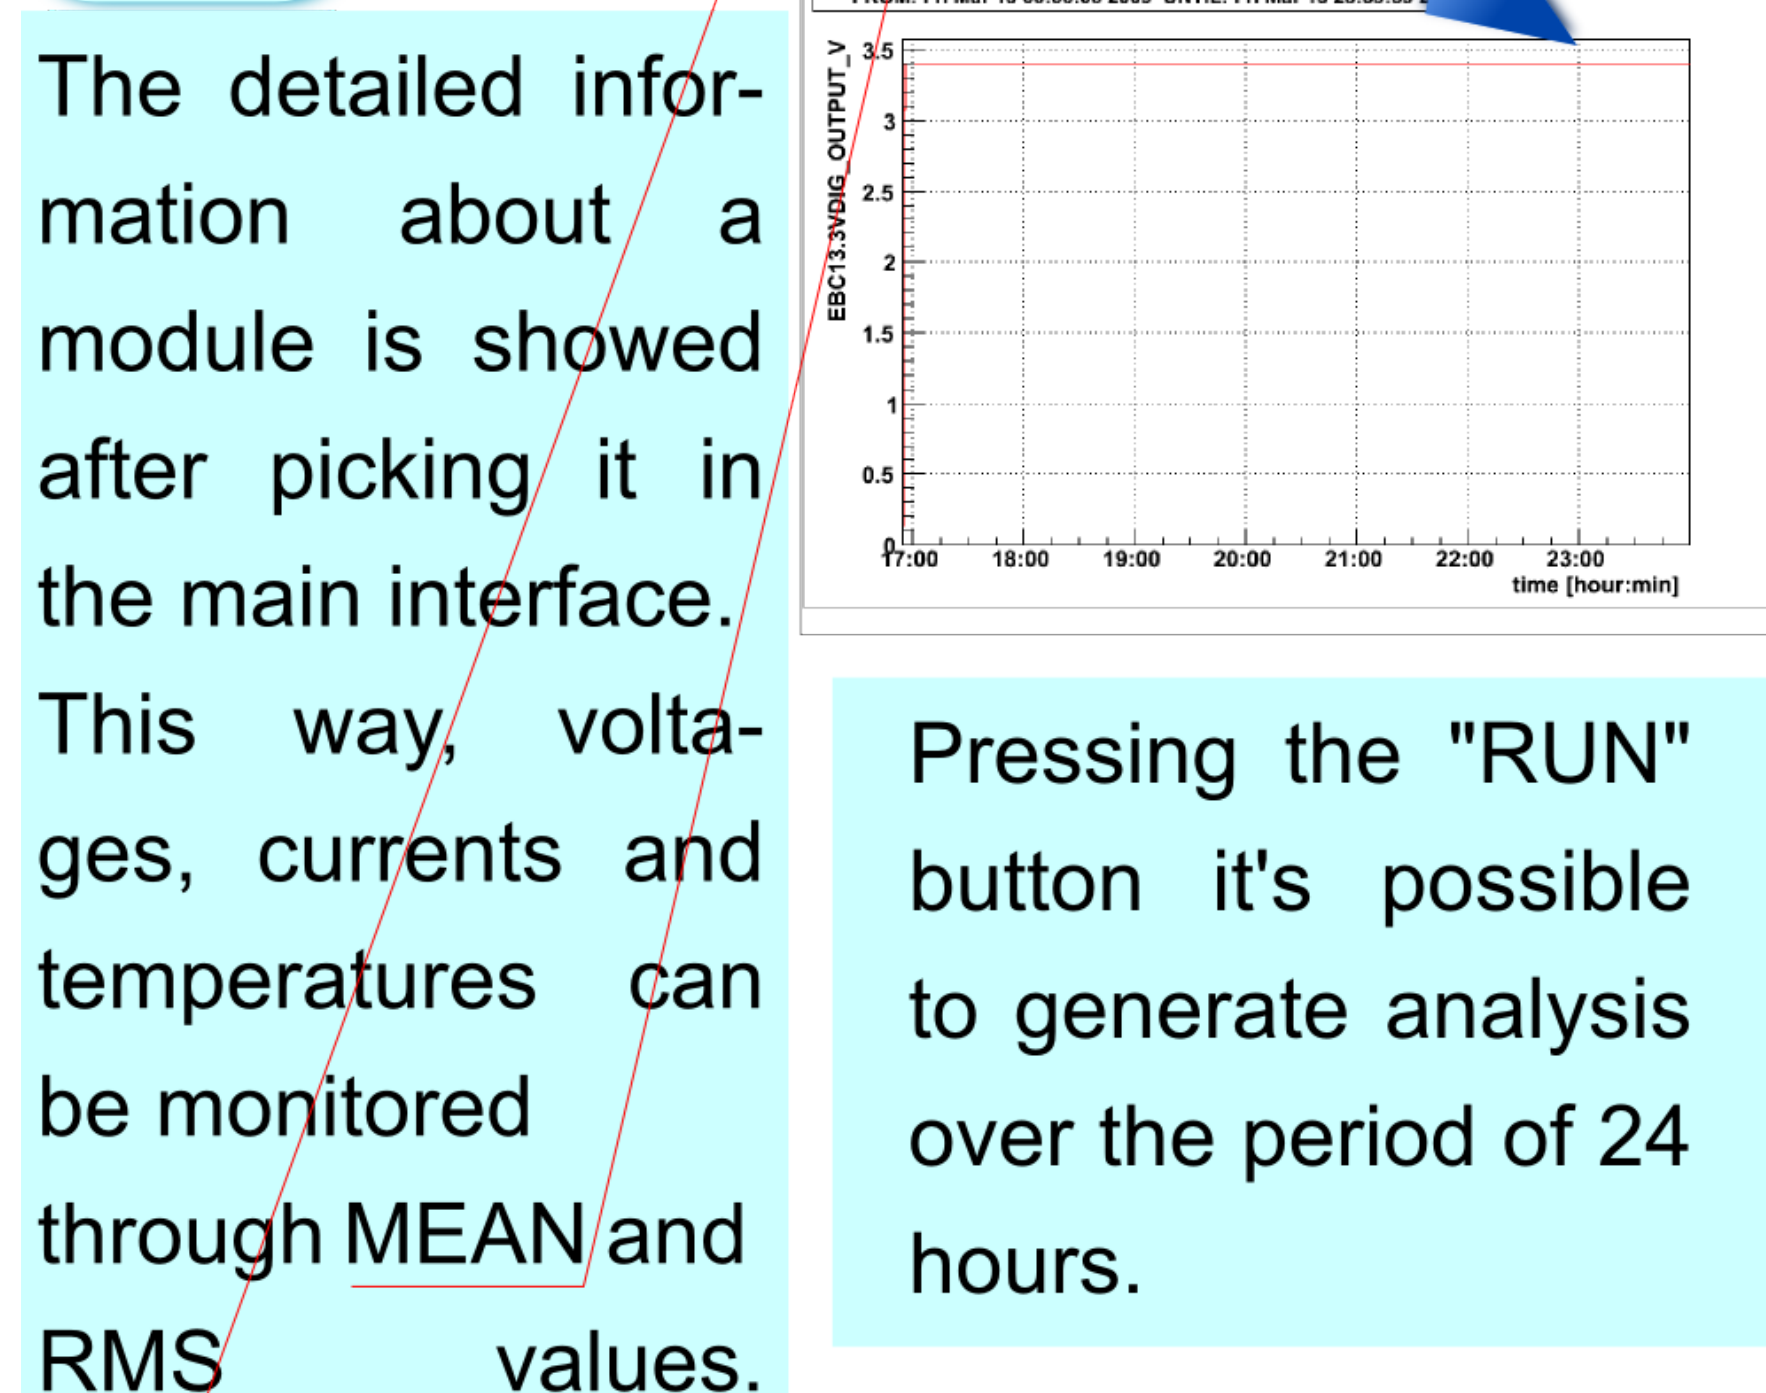 The detailed infor-
mation about a
module is showed
after picking it in
the main interface.
This way, volta-
ges, currents and
temperatures can
be monitored
through MEAN and
RMS values.
EBC13.3VDIG_OUTPUT_V
3.5
3
2.5
2
1.5
1
0.5
0
17:00 18:00 19:00 20:00 21:00 22:00 23:00
time [hour:min]
Pressing the "RUN"
button it's possible
to generate analysis
over the period of 24
hours.